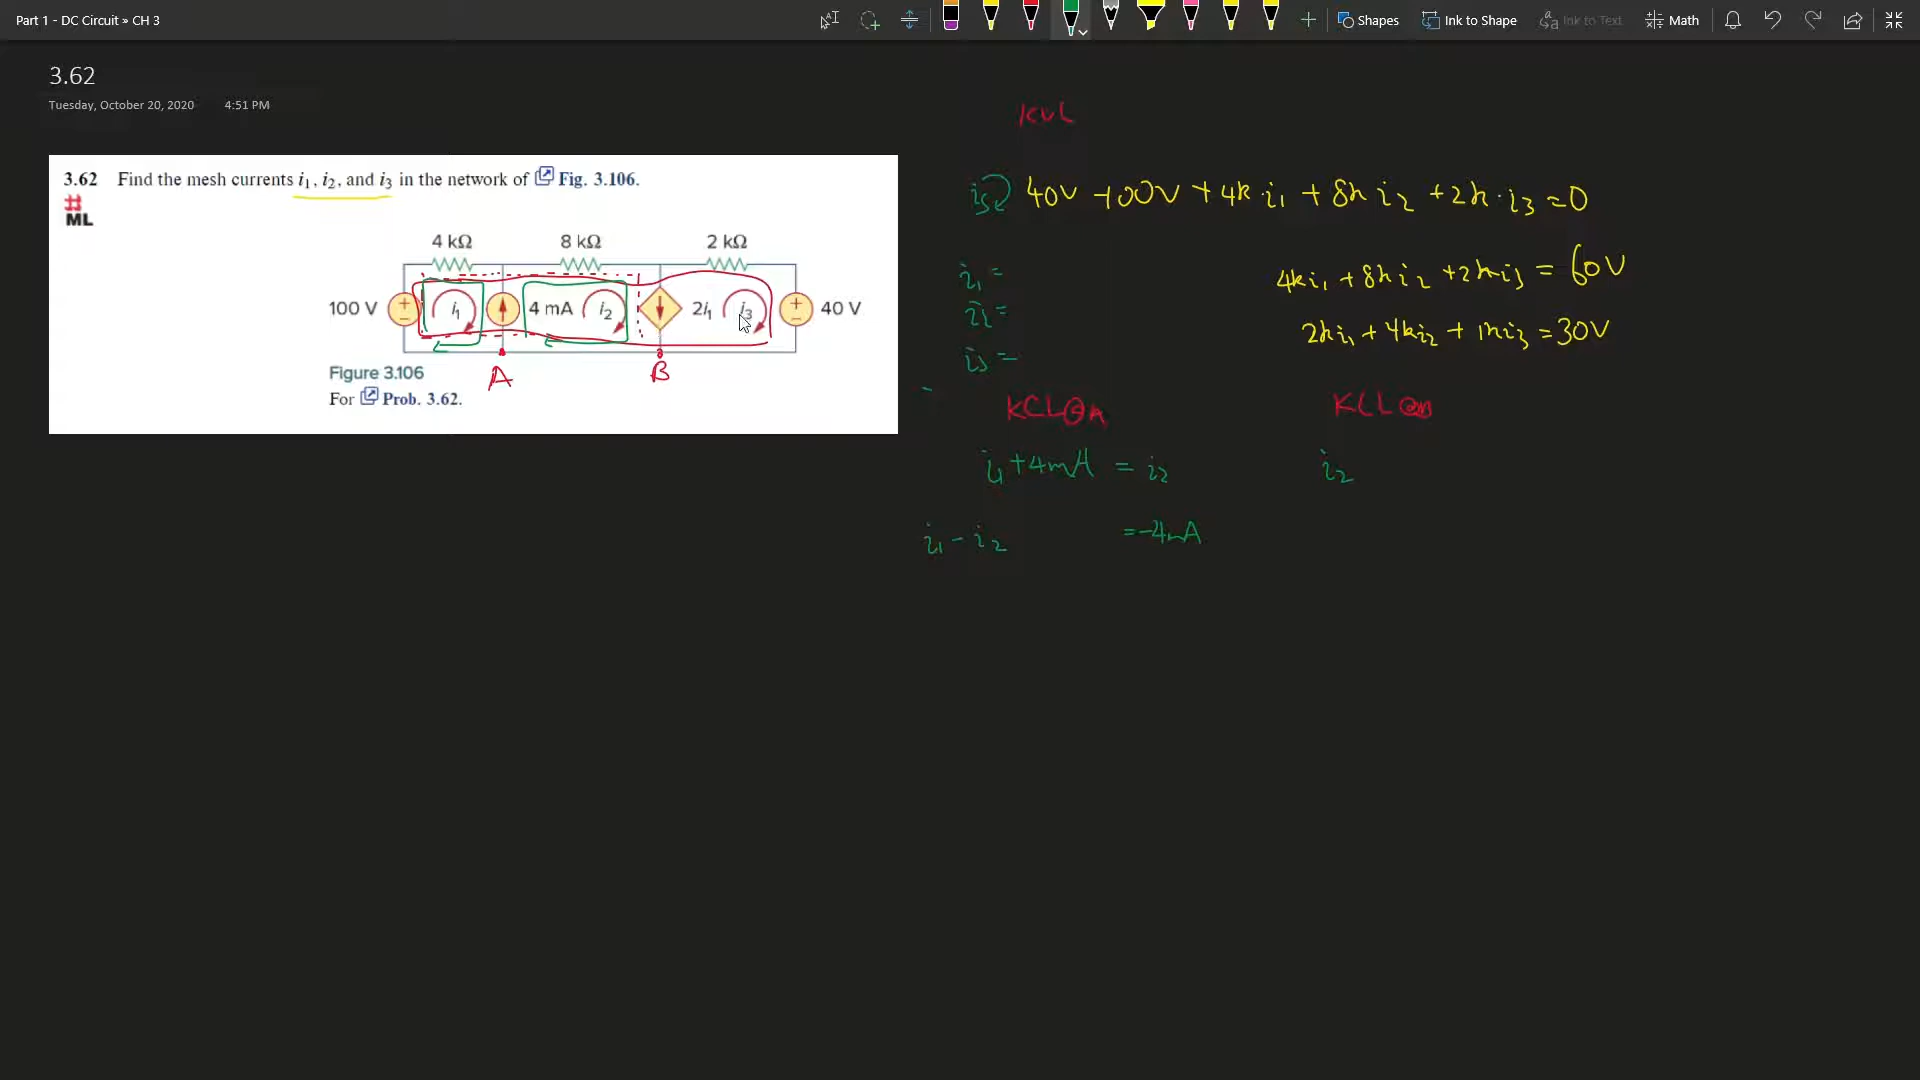 Part 1 - DC Circuit » CH 3
Shapes
Ink to Shape
Ink to Text
Math
3.62
Tuesday, October 20, 2020 4:51 PM
3.62 Find the mesh currents i₁, i₂, and i₃ in the network of Fig. 3.106.
ML
4 kΩ 8 kΩ 2 kΩ
100 V i₁ 4 mA i₂ 2i₁ i₃ 40 V
A B
Figure 3.106
For Prob. 3.62.
KVL
40V -100V + 4k·i₁ + 8k i₂ + 2k·i₃ = 0
i₁ =
i₂ =
i₃ =
4ki₁ + 8ki₂ + 2ki₃ = 60V
2ki₁ + 4ki₂ + 1ki₃ = 30V
KCL@A
i₁ + 4mA = i₂
i₁ - i₂ = -4mA
KCL@B
i₂